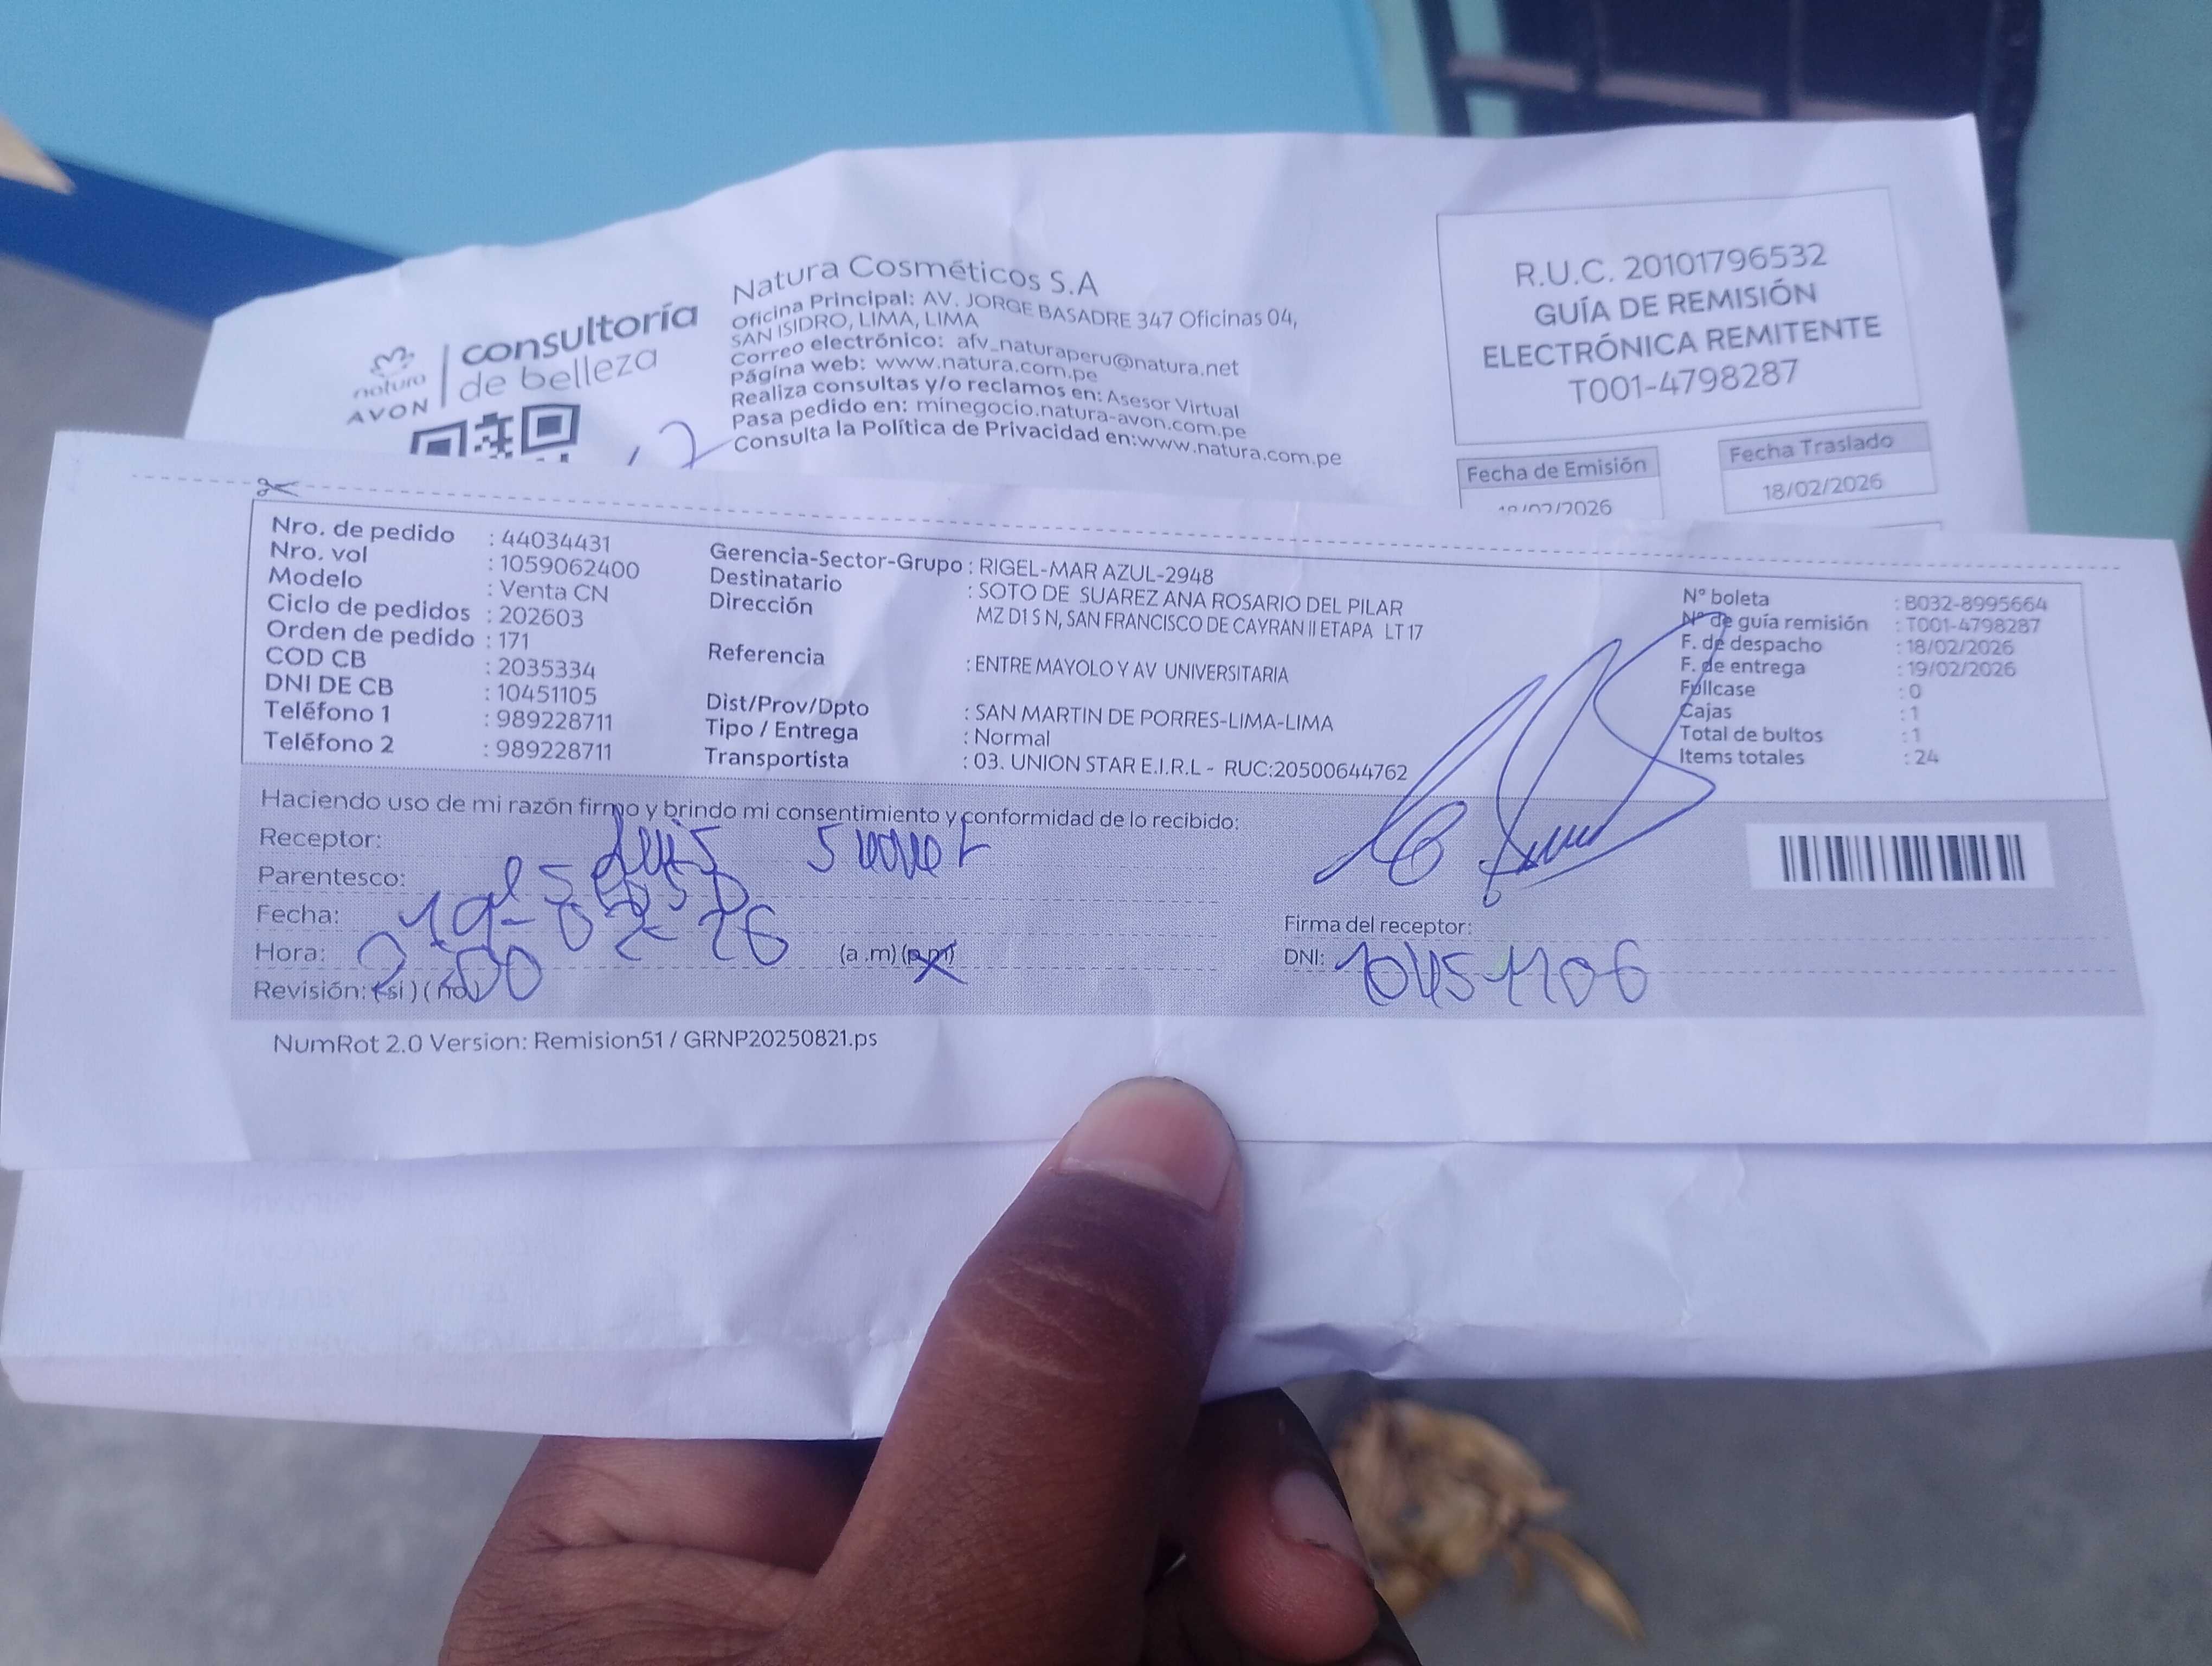 natura
AVON
consultoría
de belleza
Natura Cosméticos S.A
Oficina Principal: AV. JORGE BASADRE 347 Oficinas 04,
SAN ISIDRO, LIMA, LIMA
Correo electrónico: afv_naturaperu@natura.net
Página web: www.natura.com.pe
Realiza consultas y/o reclamos en: Asesor Virtual
Pasa pedido en: minegocio.natura-avon.com.pe
Consulta la Política de Privacidad en:www.natura.com.pe
R.U.C. 20101796532
GUÍA DE REMISIÓN
ELECTRÓNICA REMITENTE
T001-4798287
Fecha de Emisión
Fecha Traslado
18/02/2026
Nro. de pedido : 44034431
Nro. vol : 1059062400
Modelo : Venta CN
Ciclo de pedidos : 202603
Orden de pedido : 171
COD CB : 2035334
DNI DE CB : 10451105
Teléfono 1 : 989228711
Teléfono 2 : 989228711
Gerencia-Sector-Grupo : RIGEL-MAR AZUL-2948
Destinatario : SOTO DE SUAREZ ANA ROSARIO DEL PILAR
Dirección MZ D1 S N, SAN FRANCISCO DE CAYRAN II ETAPA LT 17
Referencia : ENTRE MAYOLO Y AV UNIVERSITARIA
Dist/Prov/Dpto : SAN MARTIN DE PORRES-LIMA-LIMA
Tipo / Entrega : Normal
Transportista : 03. UNION STAR E.I.R.L - RUC:20500644762
N° boleta : B032-8995664
N° de guía remisión : T001-4798287
F. de despacho : 18/02/2026
F. de entrega : 19/02/2026
Fullcase : 0
Cajas : 1
Total de bultos : 1
Items totales : 24
Haciendo uso de mi razón firmo y brindo mi consentimiento y conformidad de lo recibido:
Receptor:
Parentesco:
Fecha: 19-02-26
Hora: 2:00 (a.m) (p.m)
Revisión: (si) (no)
Firma del receptor:
DNI: 10451106
NumRot 2.0 Version: Remision51 / GRNP20250821.ps